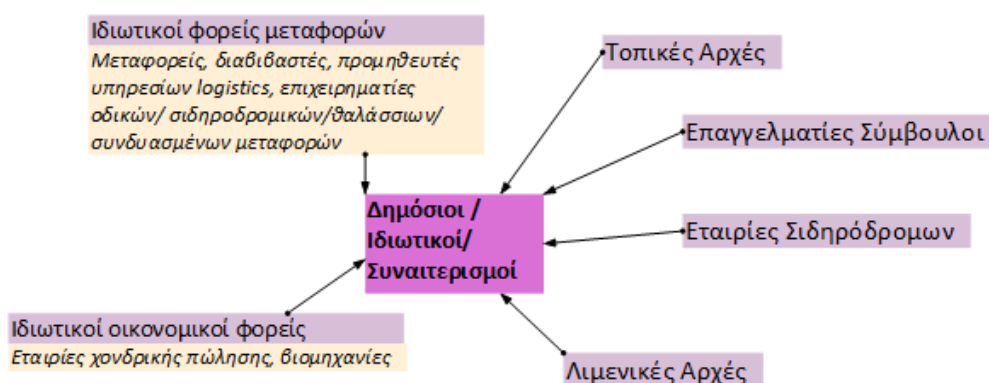 Ιδιωτικοί φορείς μεταφορών
Μεταφορείς, διαβιβαστές, προμηθευτές
υπηρεσίων logistics, επιχειρηματίες
οδικών/ σιδηροδρομικών/θαλάσσιων/
συνδυασμένων μεταφορών
Τοπικές Αρχές
Επαγγελματίες Σύμβουλοι
Δημόσιοι /
Ιδιωτικοί/
Συναιτερισμοί
Εταιρίες Σιδηρόδρομων
Ιδιωτικοί οικονομικοί φορείς
Εταιρίες χονδρικής πώλησης, βιομηχανίες
Λιμενικές Αρχές